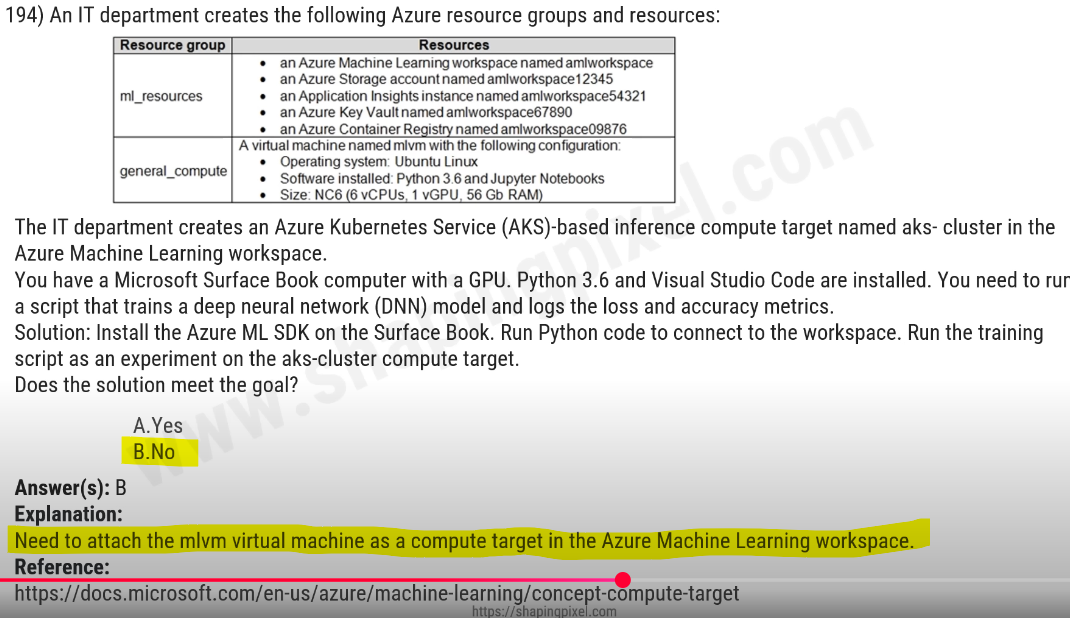 194) An IT department creates the following Azure resource groups and resources:
Resource group Resources
ml_resources
• an Azure Machine Learning workspace named amlworkspace
• an Azure Storage account named amlworkspace12345
• an Application Insights instance named amlworkspace54321
• an Azure Key Vault named amlworkspace67890
• an Azure Container Registry named amlworkspace09876
general_compute
A virtual machine named mlvm with the following configuration:
• Operating system: Ubuntu Linux
• Software installed: Python 3.6 and Jupyter Notebooks
• Size: NC6 (6 vCPUs, 1 vGPU, 56 Gb RAM)
The IT department creates an Azure Kubernetes Service (AKS)-based inference compute target named aks- cluster in the
Azure Machine Learning workspace.
You have a Microsoft Surface Book computer with a GPU. Python 3.6 and Visual Studio Code are installed. You need to run
a script that trains a deep neural network (DNN) model and logs the loss and accuracy metrics.
Solution: Install the Azure ML SDK on the Surface Book. Run Python code to connect to the workspace. Run the training
script as an experiment on the aks-cluster compute target.
Does the solution meet the goal?
A.Yes
B.No
Answer(s): B
Explanation:
Need to attach the mlvm virtual machine as a compute target in the Azure Machine Learning workspace.
Reference:
https://docs.microsoft.com/en-us/azure/machine-learning/concept-compute-target
https://shapingpixel.com
www.shapingpixel.com